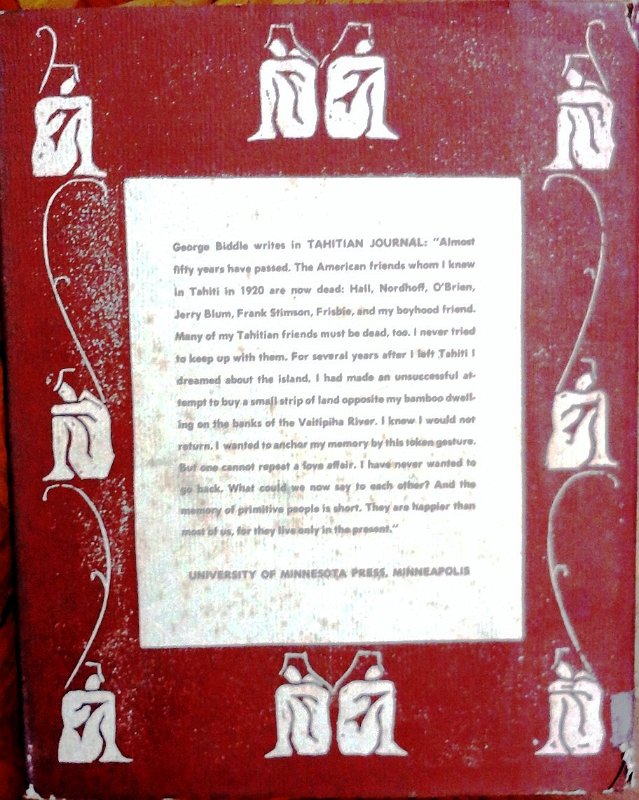 George Biddle writes in TAHITIAN JOURNAL: "Almost
fifty years have passed. The American friends whom I knew
in Tahiti in 1920 are now dead: Hall, Nordhoff, O'Brien,
Jerry Blum, Frank Stimson, Frisbie, and my boyhood friend.
Many of my Tahitian friends must be dead, too. I never tried
to keep up with them. For several years after I left Tahiti I
dreamed about the island. I had made an unsuccessful at-
tempt to buy a small strip of land opposite my bamboo dwell-
ing on the banks of the Vaitipiha River. I knew I would not
return. I wanted to anchor my memory by this token gesture.
But one cannot repeat a love affair. I have never wanted to
go back. What could we now say to each other? And the
memory of primitive people is short. They are happier than
most of us, for they live only in the present."
UNIVERSITY OF MINNESOTA PRESS, MINNEAPOLIS